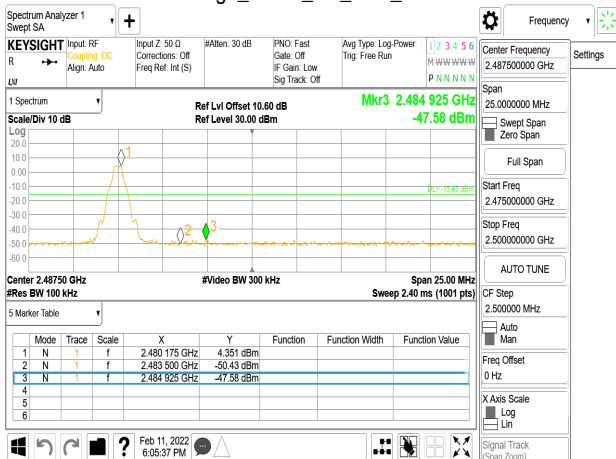 Spectrum Analyzer 1
Swept SA
+
Frequency
KEYSIGHT
R
LXI
Input: RF
Coupling: DC
Align: Auto
Input Z: 50 Ω
Corrections: Off
Freq Ref: Int (S)
#Atten: 30 dB
PNO: Fast
Gate: Off
IF Gain: Low
Sig Track: Off
Avg Type: Log-Power
Trig: Free Run
1 2 3 4 5 6
M W W W W W
P N N N N N
Center Frequency
2.487500000 GHz
Settings
Span
25.0000000 MHz
Swept Span
Zero Span
Full Span
Start Freq
2.475000000 GHz
Stop Freq
2.500000000 GHz
AUTO TUNE
CF Step
2.500000 MHz
Auto
Man
Freq Offset
0 Hz
X Axis Scale
Log
Lin
Signal Track
(Span Zoom)
1 Spectrum
Scale/Div 10 dB
Ref Lvl Offset 10.60 dB
Ref Level 30.00 dBm
Mkr3 2.484 925 GHz
-47.58 dBm
Log
20.0
10.0
0.00
-10.0
-20.0
-30.0
-40.0
-50.0
-60.0
1
2
3
DL1 -15.65 dBm
Center 2.48750 GHz
#Video BW 300 kHz
Span 25.00 MHz
#Res BW 100 kHz
Sweep 2.40 ms (1001 pts)
5 Marker Table
Mode Trace Scale X Y Function Function Width Function Value
1 N 1 f 2.480 175 GHz 4.351 dBm
2 N 1 f 2.483 500 GHz -50.43 dBm
3 N 1 f 2.484 925 GHz -47.58 dBm
4
5
6
?
Feb 11, 2022
6:05:37 PM